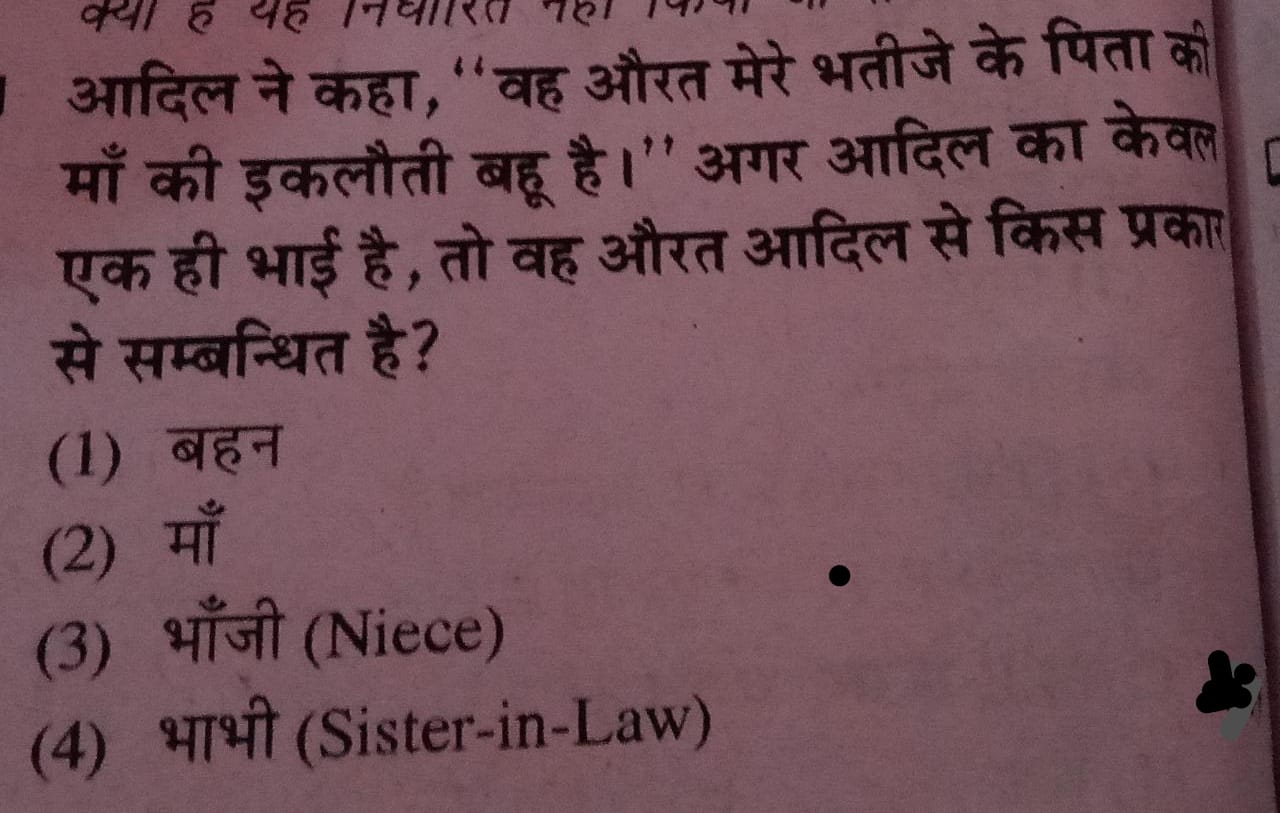 क्या है यह निर्धारित नहीं किया जा
आदिल ने कहा, “वह औरत मेरे भतीजे के पिता की
माँ की इकलौती बहू है।” अगर आदिल का केवल
एक ही भाई है, तो वह औरत आदिल से किस प्रकार
से सम्बन्धित है?
(1) बहन
(2) माँ
(3) भाँजी (Niece)
(4) भाभी (Sister-in-Law)